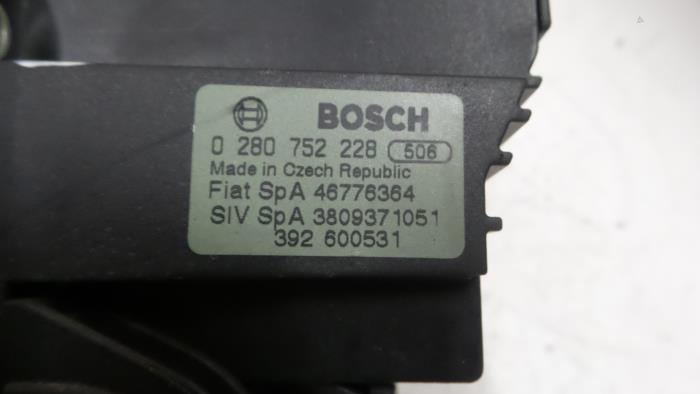 BOSCH
0 280 752 228 506
Made in Czech Republic
Fiat SpA 46776364
SIV SpA 3809371051
392 600531